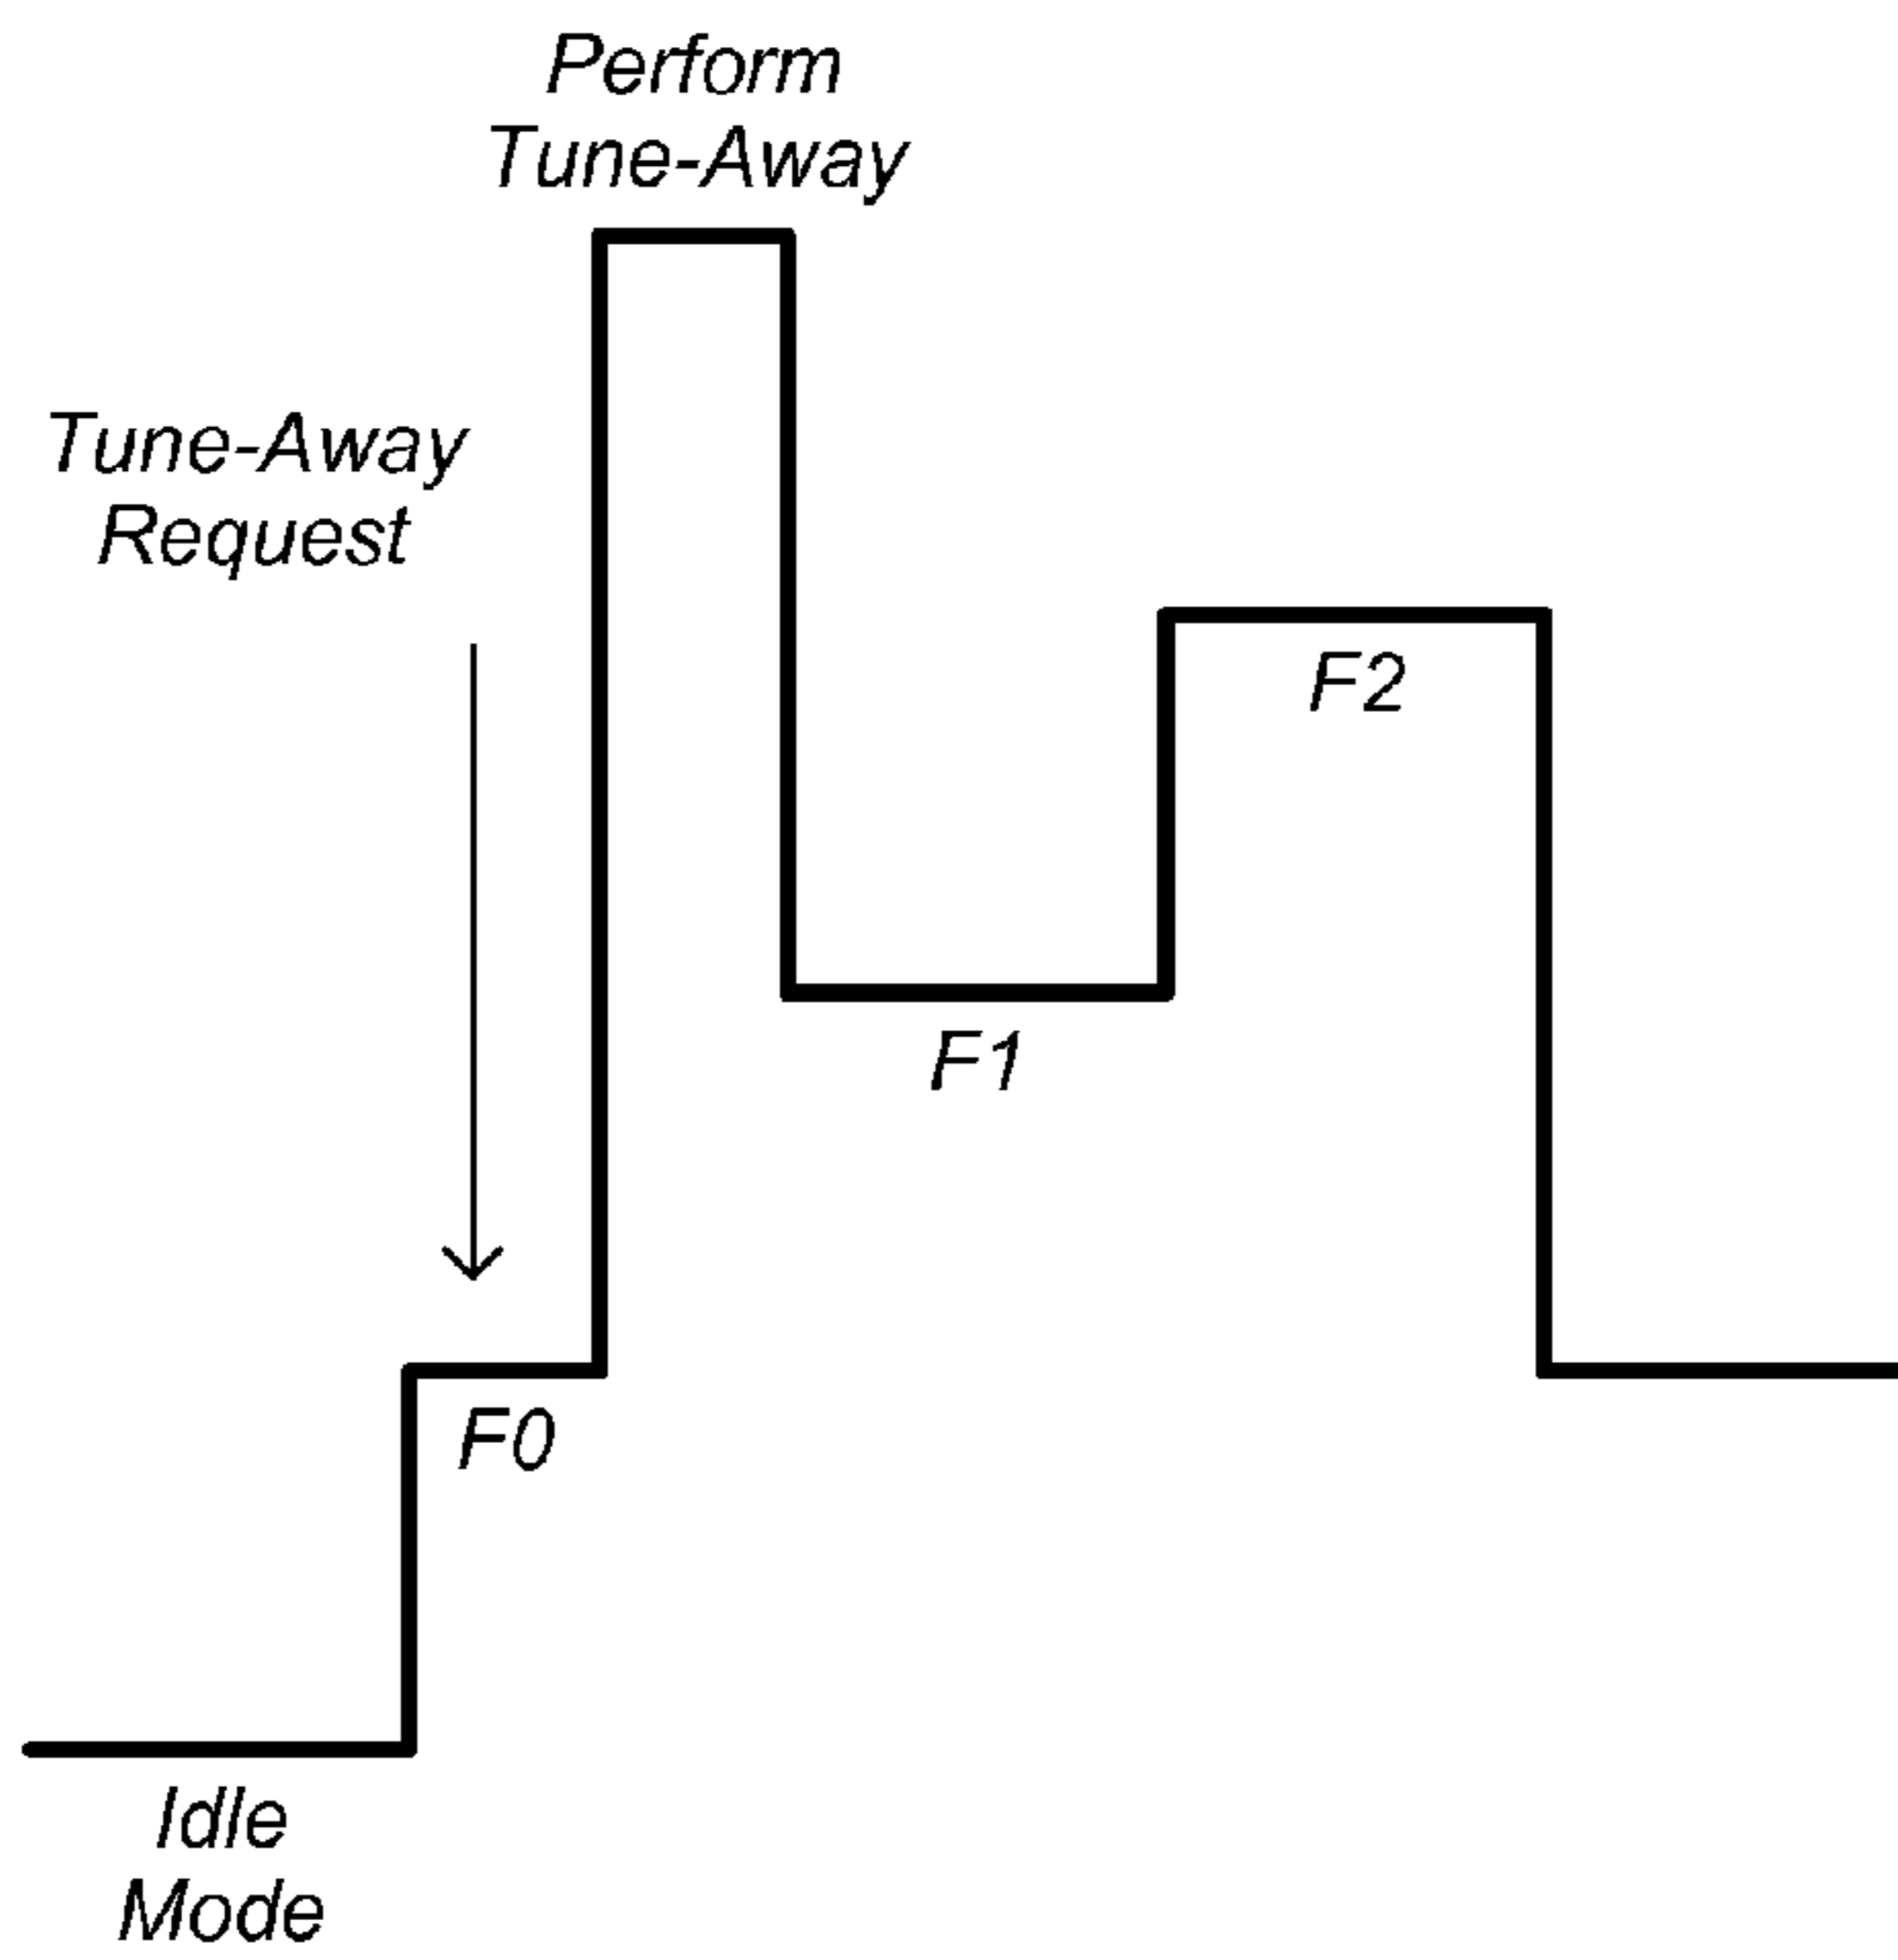 Perform
Tune-Away
Tune-Away
Request
F2
F1
F0
Idle
Mode